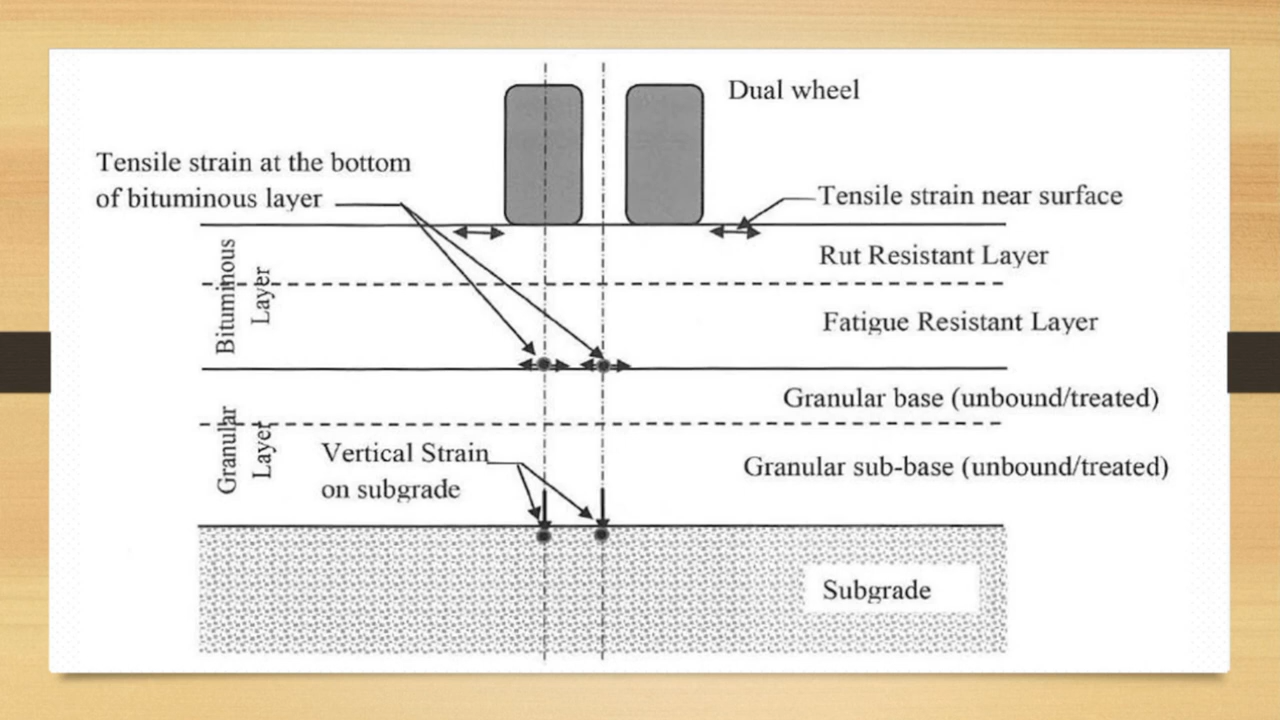 Dual wheel
Tensile strain at the bottom
of bituminous layer
Tensile strain near surface
Rut Resistant Layer
Bituminous
Layer
Fatigue Resistant Layer
Granular base (unbound/treated)
Granular
Layer
Vertical Strain
on subgrade
Granular sub-base (unbound/treated)
Subgrade